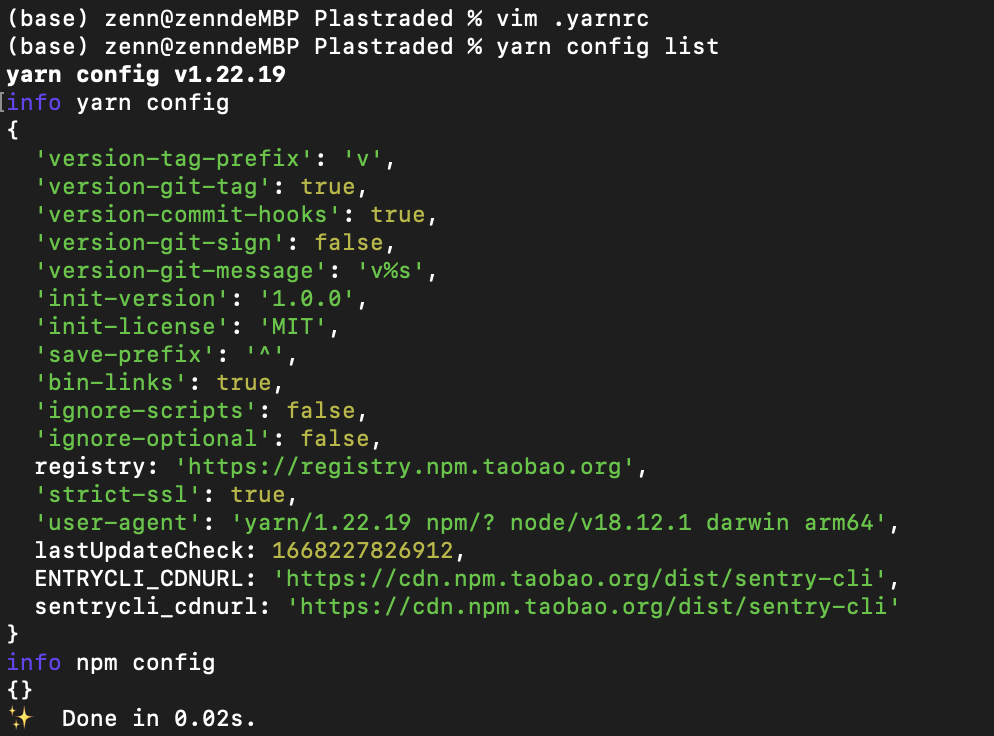 (base) zenn@zenndeMBP Plastraded % vim .yarnrc
(base) zenn@zenndeMBP Plastraded % yarn config list
yarn config v1.22.19
info yarn config
{
  'version-tag-prefix': 'v',
  'version-git-tag': true,
  'version-commit-hooks': true,
  'version-git-sign': false,
  'version-git-message': 'v%s',
  'init-version': '1.0.0',
  'init-license': 'MIT',
  'save-prefix': '^',
  'bin-links': true,
  'ignore-scripts': false,
  'ignore-optional': false,
  registry: 'https://registry.npm.taobao.org',
  'strict-ssl': true,
  'user-agent': 'yarn/1.22.19 npm/? node/v18.12.1 darwin arm64',
  lastUpdateCheck: 1668227826912,
  ENTRYCLI_CDNURL: 'https://cdn.npm.taobao.org/dist/sentry-cli',
  sentrycli_cdnurl: 'https://cdn.npm.taobao.org/dist/sentry-cli'
}
info npm config
{}
✨  Done in 0.02s.